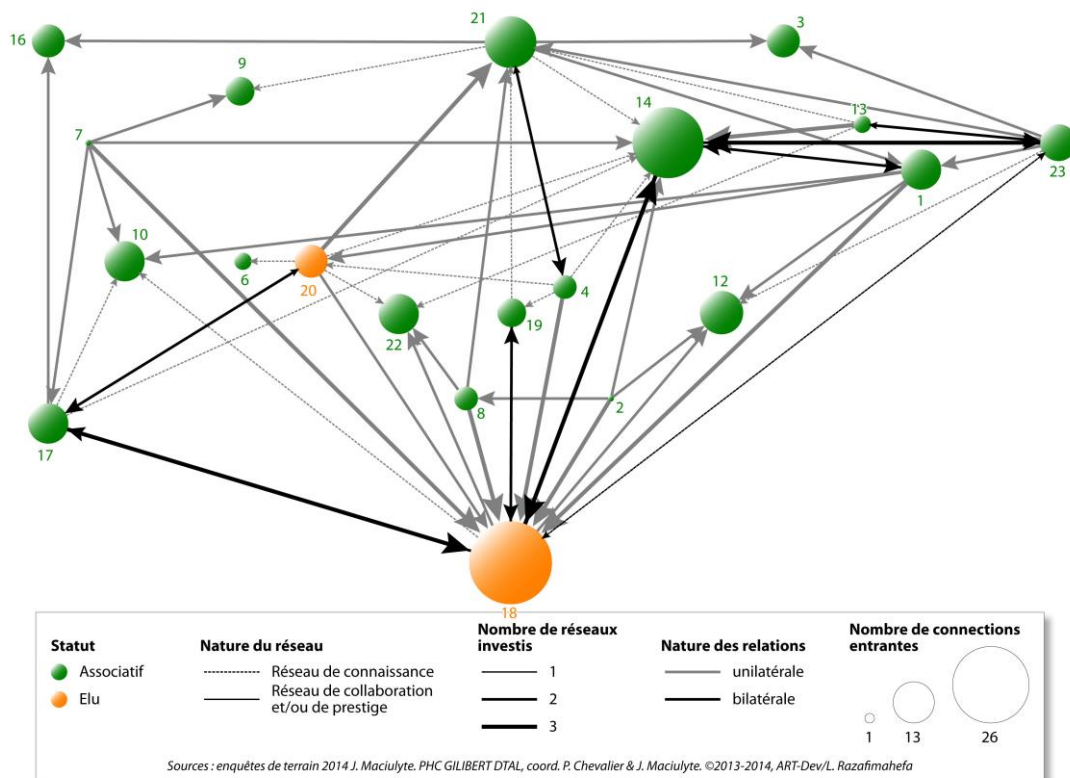 16
21
3
9
14
13
7
23
1
10
6
20
12
4
22
19
8
2
17
18
Statut
Associatif
Elu
Nature du réseau
Réseau de connaissance
Réseau de collaboration
et/ou de prestige
Nombre de réseaux
investis
1
2
3
Nature des relations
unilatérale
bilatérale
Nombre de connections
entrantes
1
13
26
Sources : enquêtes de terrain 2014 J. Maciulyte. PHC GILIBERT DTAL, coord. P. Chevalier & J. Maciulyte. ©2013-2014, ART-Dev/L. Razafimahefa